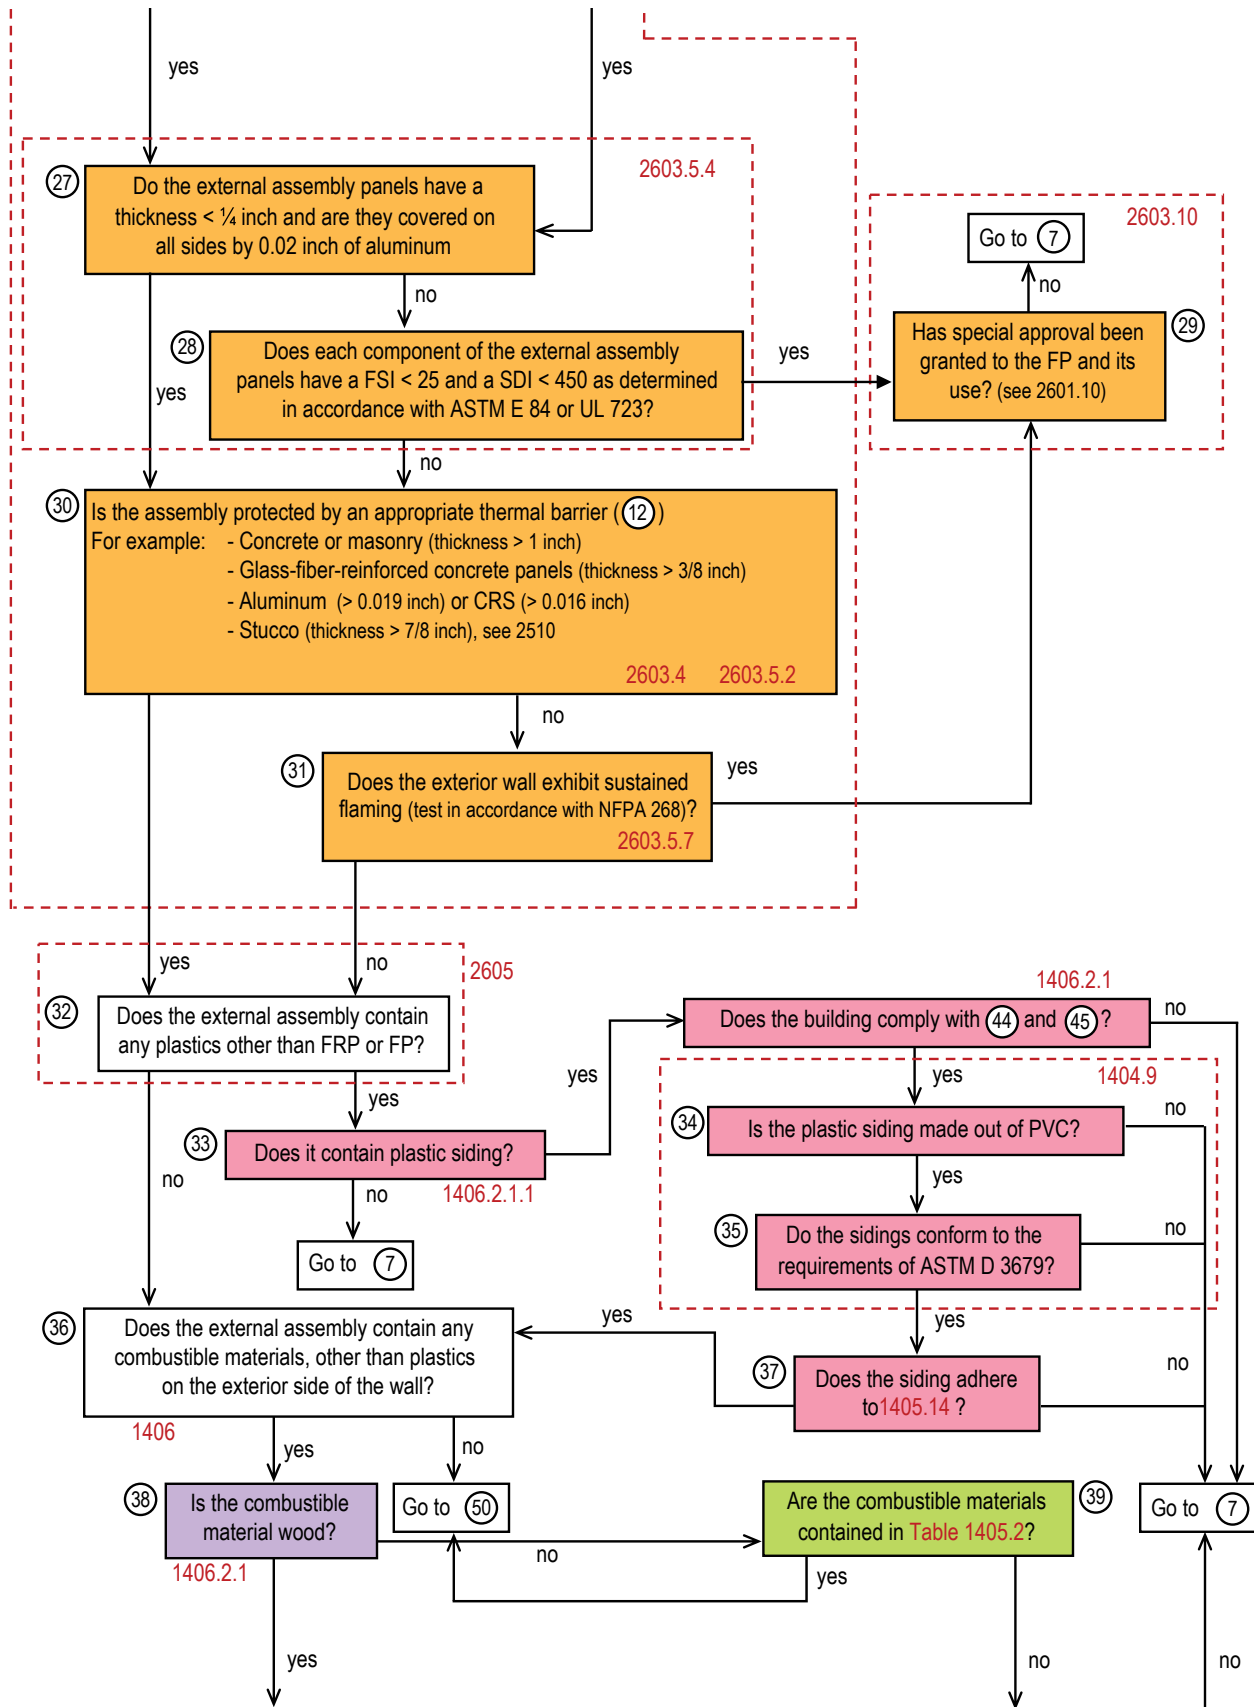 yes
yes
2603.5.4
27
Do the external assembly panels have a
thickness < ¼ inch and are they covered on
all sides by 0.02 inch of aluminum
2603.10
Go to 7
no
no
28
Does each component of the external assembly
panels have a FSI < 25 and a SDI < 450 as determined
in accordance with ASTM E 84 or UL 723?
yes
29
Has special approval been
granted to the FP and its
use? (see 2601.10)
yes
no
30
Is the assembly protected by an appropriate thermal barrier (12)
For example: - Concrete or masonry (thickness > 1 inch)
- Glass-fiber-reinforced concrete panels (thickness > 3/8 inch)
- Aluminum (> 0.019 inch) or CRS (> 0.016 inch)
- Stucco (thickness > 7/8 inch), see 2510
2603.4 2603.5.2
no
31
Does the exterior wall exhibit sustained
flaming (test in accordance with NFPA 268)?
2603.5.7
yes
yes
no
2605
32
Does the external assembly contain
any plastics other than FRP or FP?
1406.2.1
Does the building comply with 44 and 45 ?
no
yes
yes
yes
1404.9
33
Does it contain plastic siding?
1406.2.1.1
34
Is the plastic siding made out of PVC?
no
no
no
yes
Go to 7
35
Do the sidings conform to the
requirements of ASTM D 3679?
no
yes
36
Does the external assembly contain any
combustible materials, other than plastics
on the exterior side of the wall?
1406
yes
37
Does the siding adhere
to1405.14 ?
no
yes
no
38
Is the combustible
material wood?
1406.2.1
Go to 50
39
Are the combustible materials
contained in Table 1405.2?
Go to 7
no
yes
yes
no
no